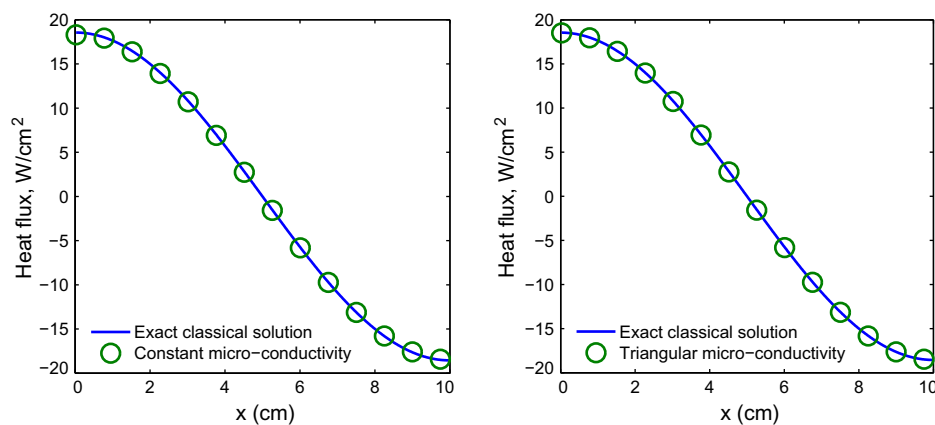 20
15
10
5
0
−5
−10
−15
−20
Heat flux, W/cm²
Exact classical solution
Constant micro−conductivity
0 2 4 6 8 10
x (cm)
20
15
10
5
0
−5
−10
−15
−20
Heat flux, W/cm²
Exact classical solution
Triangular micro−conductivity
0 2 4 6 8 10
x (cm)